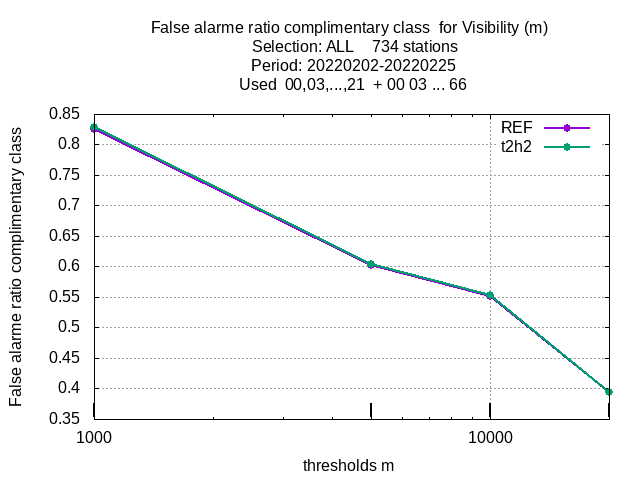 False alarme ratio complimentary class  for Visibility (m)
Selection: ALL    734 stations
Period: 20220202-20220225
Used  00,03,...,21  + 00 03 ... 66
REF
t2h2
0.85
0.8
0.75
0.7
0.65
0.6
0.55
0.5
0.45
0.4
0.35
False alarme ratio complimentary class
1000
10000
thresholds m